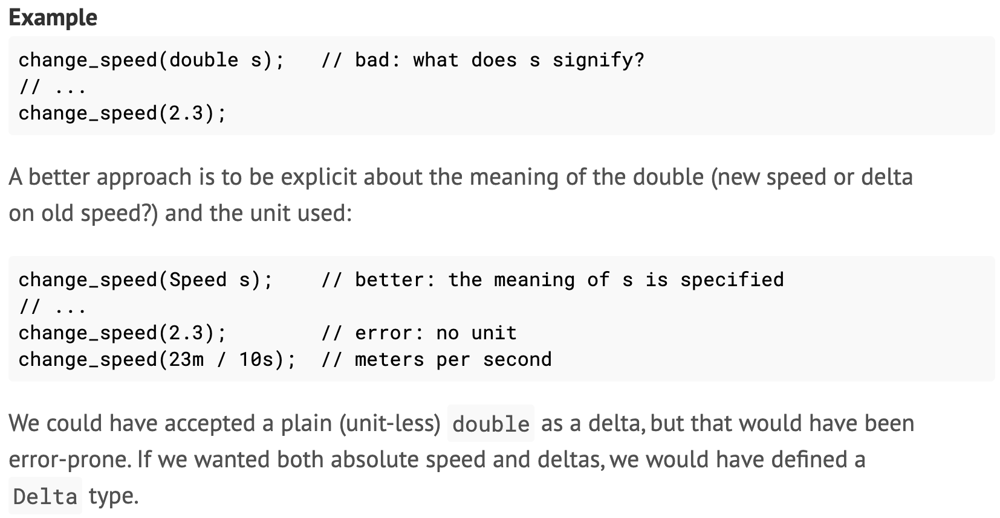 Example
change_speed(double s);   // bad: what does s signify?
// ...
change_speed(2.3);
A better approach is to be explicit about the meaning of the double (new speed or delta
on old speed?) and the unit used:
change_speed(Speed s);    // better: the meaning of s is specified
// ...
change_speed(2.3);        // error: no unit
change_speed(23m / 10s);  // meters per second
We could have accepted a plain (unit-less) double as a delta, but that would have been
error-prone. If we wanted both absolute speed and deltas, we would have defined a
Delta type.